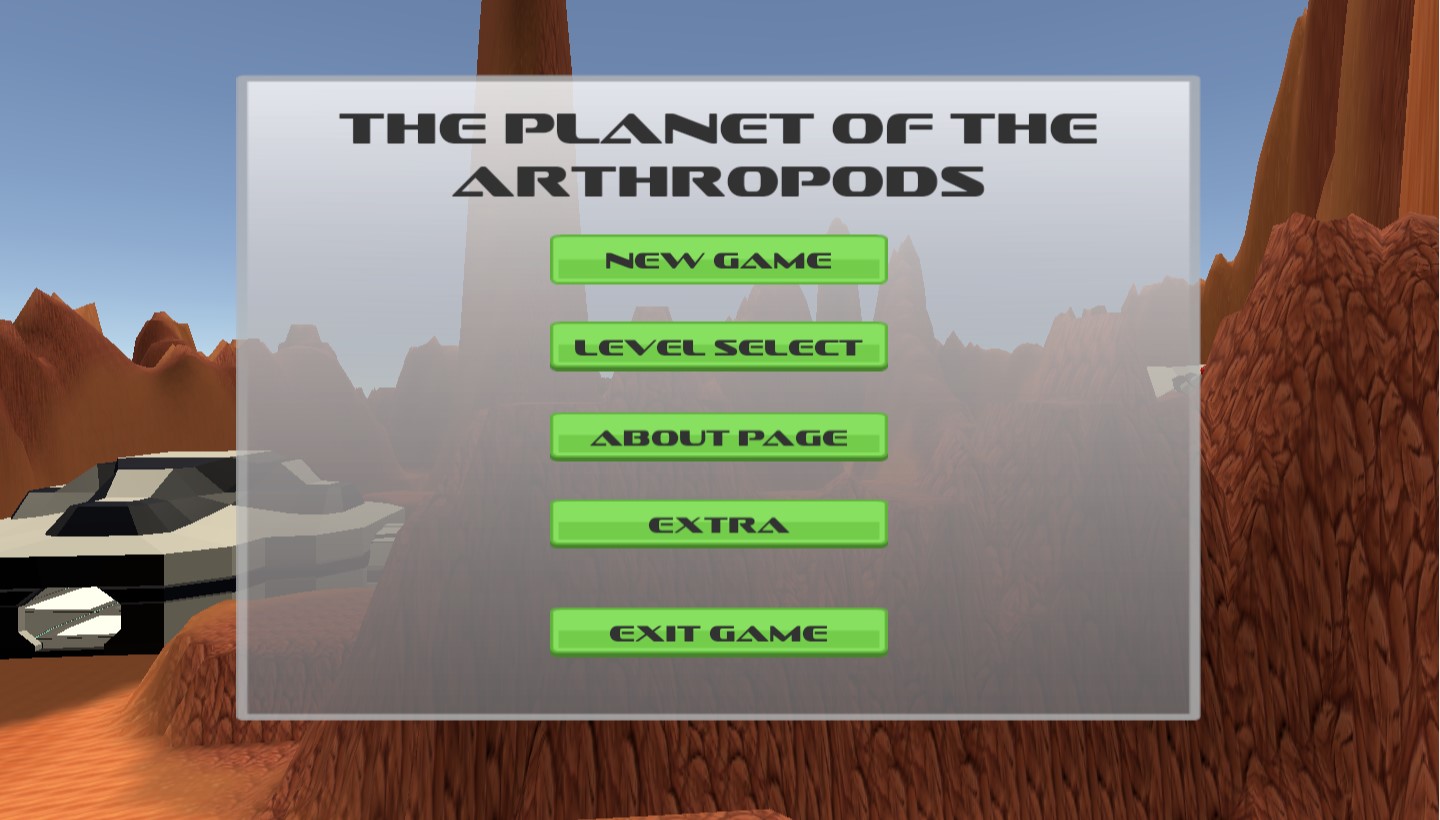 THE PLANET OF THE
ARTHROPODS
NEW GAME
LEVEL SELECT
ABOUT PAGE
EXTRA
EXIT GAME